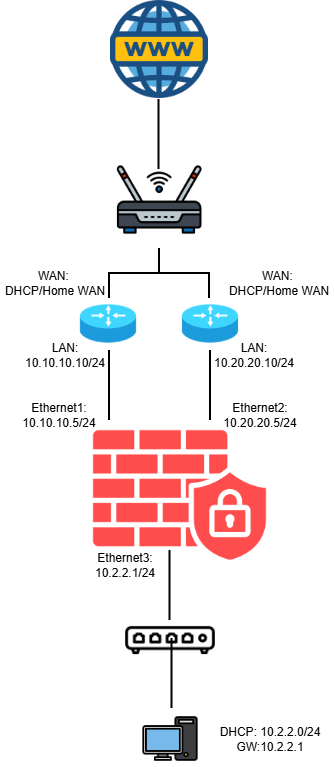 WWW
WAN:
DHCP/Home WAN
WAN:
DHCP/Home WAN
LAN:
10.10.10.10/24
LAN:
10.20.20.10/24
Ethernet1:
10.10.10.5/24
Ethernet2:
10.20.20.5/24
Ethernet3:
10.2.2.1/24
DHCP: 10.2.2.0/24
GW:10.2.2.1